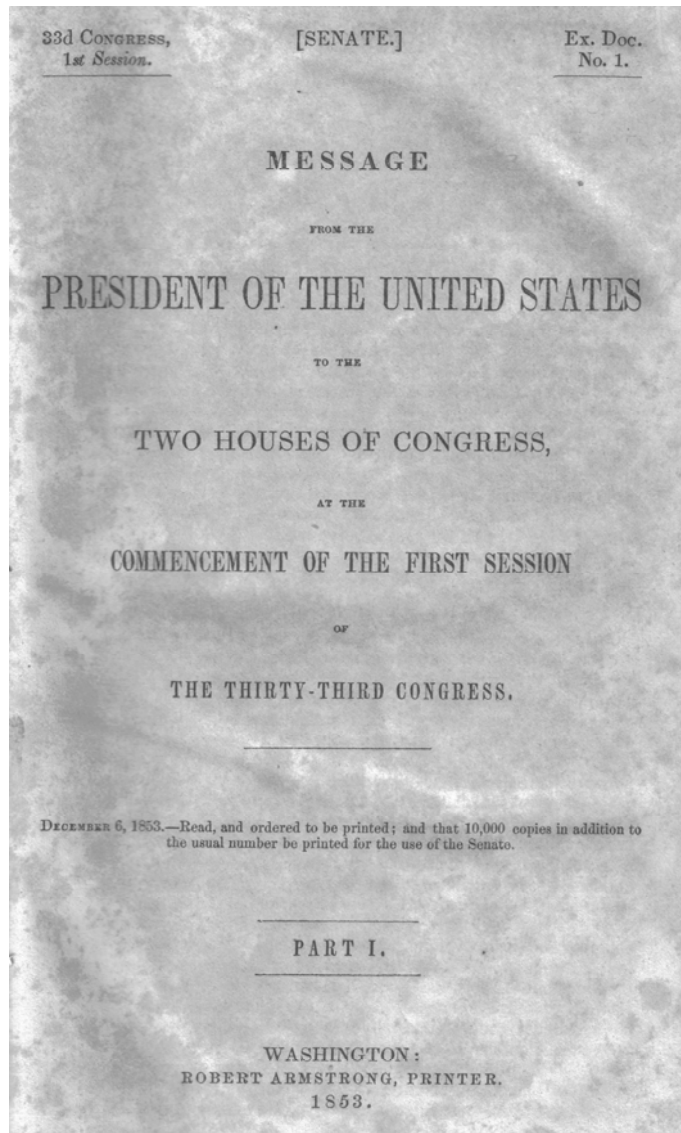 33d CONGRESS,
1st Session.
[SENATE.]
Ex. Doc.
No. 1.
MESSAGE
FROM THE
PRESIDENT OF THE UNITED STATES
TO THE
TWO HOUSES OF CONGRESS,
AT THE
COMMENCEMENT OF THE FIRST SESSION
OF
THE THIRTY-THIRD CONGRESS.
DECEMBER 6, 1853.—Read, and ordered to be printed; and that 10,000 copies in addition to
the usual number be printed for the use of the Senate.
PART I.
WASHINGTON:
ROBERT ARMSTRONG, PRINTER.
1853.